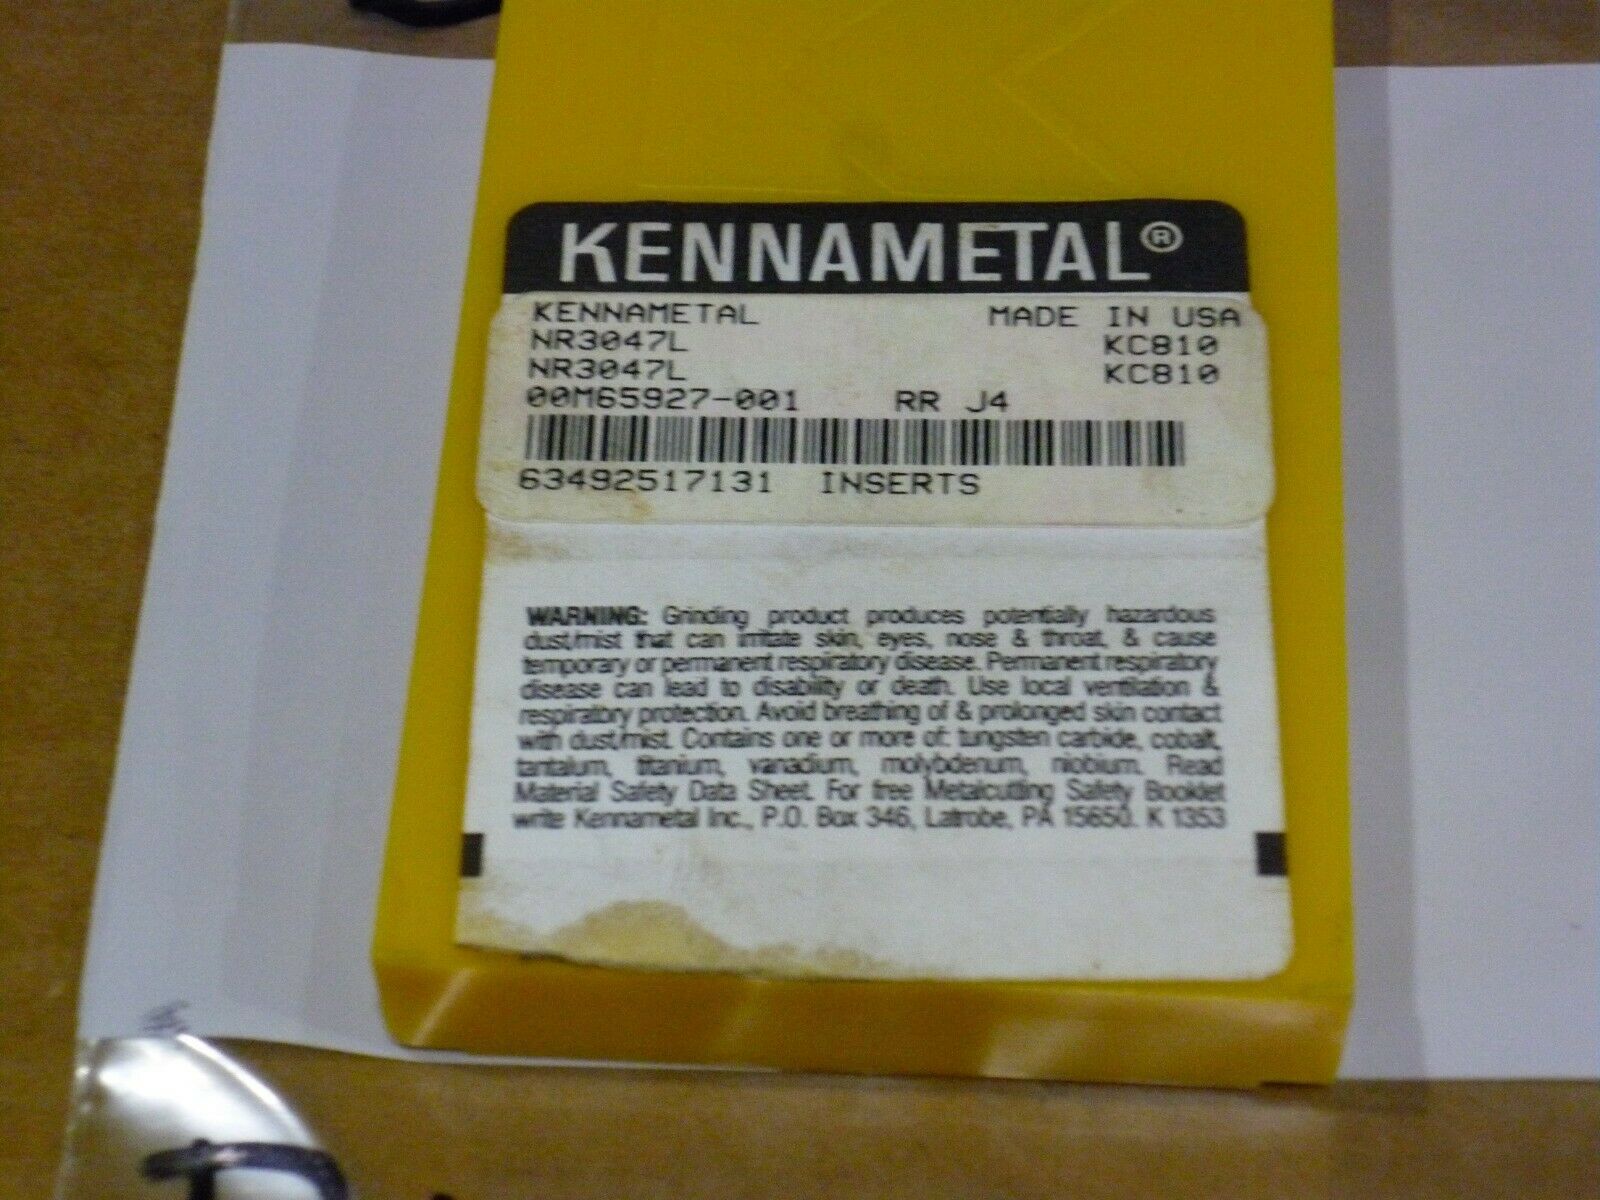 KENNAMETAL®
KENNAMETAL MADE IN USA
NR3047L KC810
NR3047L KC810
00M65927-001 RR J4
63492517131 INSERTS
WARNING: Grinding product produces potentially hazardous
dust/mist that can irritate skin, eyes, nose & throat, & cause
temporary or permanent respiratory disease. Permanent respiratory
disease can lead to disability or death. Use local ventilation &
respiratory protection. Avoid breathing of & prolonged skin contact
with dust/mist. Contains one or more of: tungsten carbide, cobalt,
tantalum, titanium, vanadium, molybdenum, niobium. Read
Material Safety Data Sheet. For free Metalcutting Safety Booklet
write Kennametal Inc., P.O. Box 346, Latrobe, PA 15650. K 1353